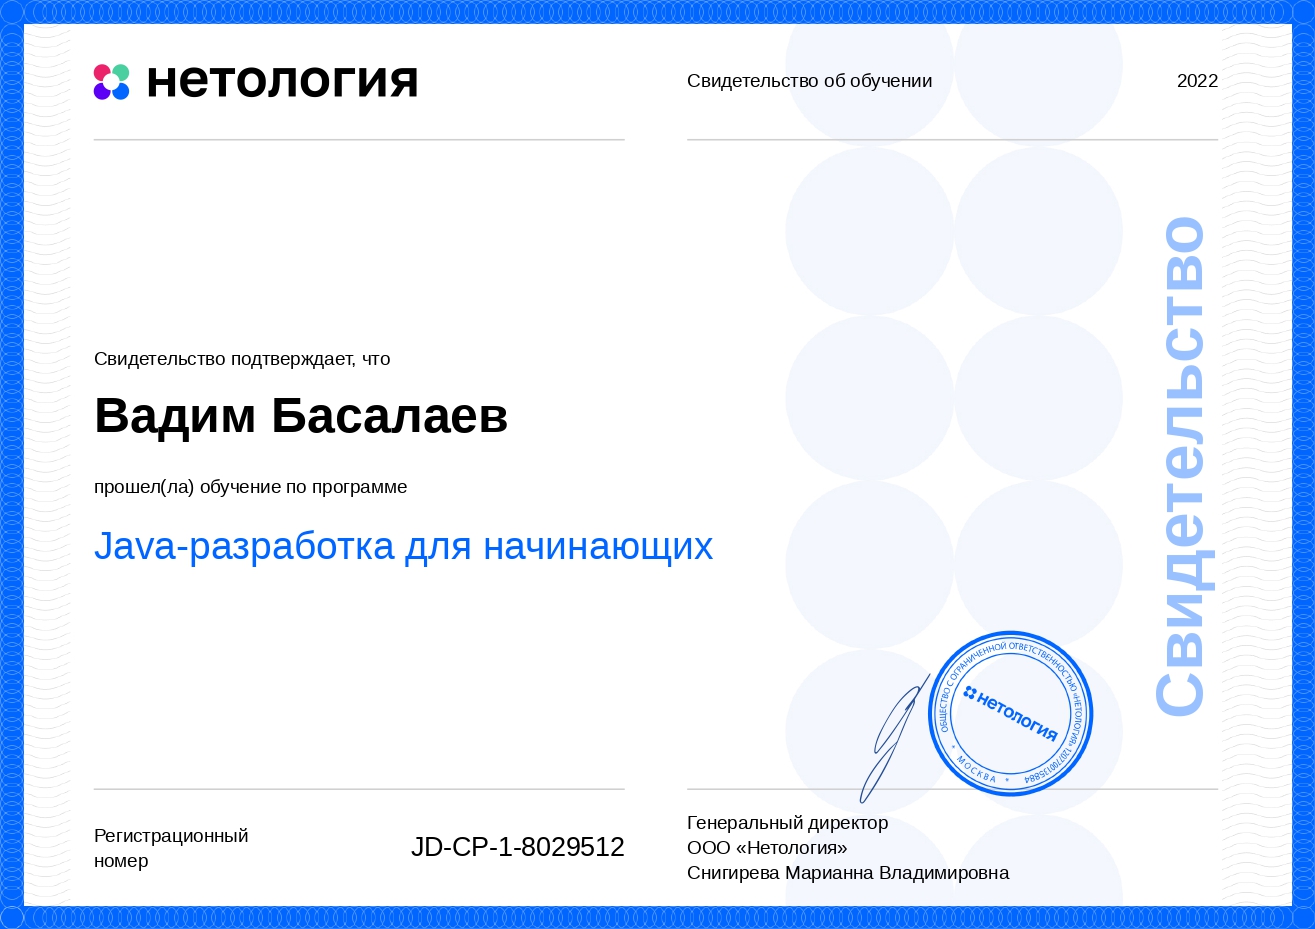 нетология
Свидетельство об обучении
2022
Свидетельство подтверждает, что
Вадим Басалаев
прошел(ла) обучение по программе
Java-разработка для начинающих
Свидетельство
ОБЩЕСТВО С ОГРАНИЧЕННОЙ ОТВЕТСТВЕННОСТЬЮ «НЕТОЛОГИЯ» 1207700135884
* МОСКВА *
нетология
Регистрационный
номер
JD-CP-1-8029512
Генеральный директор
ООО «Нетология»
Снигирева Марианна Владимировна